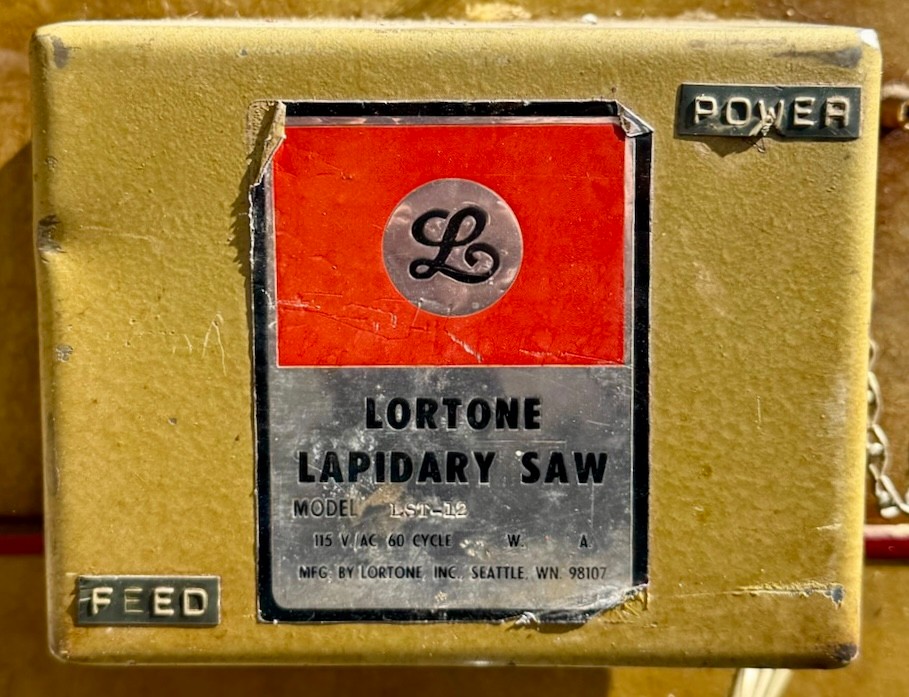 POWER
L
LORTONE
LAPIDARY SAW
MODEL LST-12
115 V/AC 60 CYCLE W. A.
MFG. BY LORTONE, INC., SEATTLE, WN. 98107
FEED